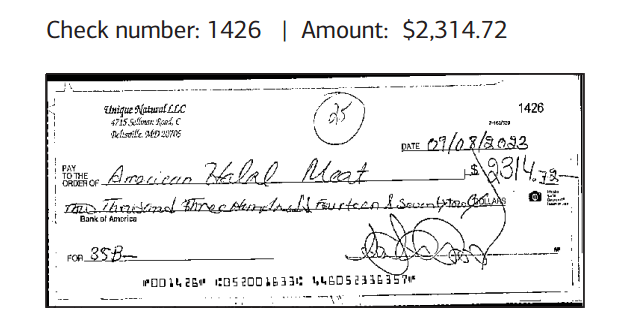 Check number: 1426 | Amount: $2,314.72
Unique Natural LLC
4715 Sellman Road, C
Beltsville, MD 20705
25
1426
DATE 09/08/2023
PAY
TO THE
ORDER OF American Halal Meat $2314.72
Two Thousand Three Hundred Fourteen & Seventy two DOLLARS
Bank of America
FOR 35B
MP
⑈001426⑈ ⑆052001633⑆ 446052336357⑈